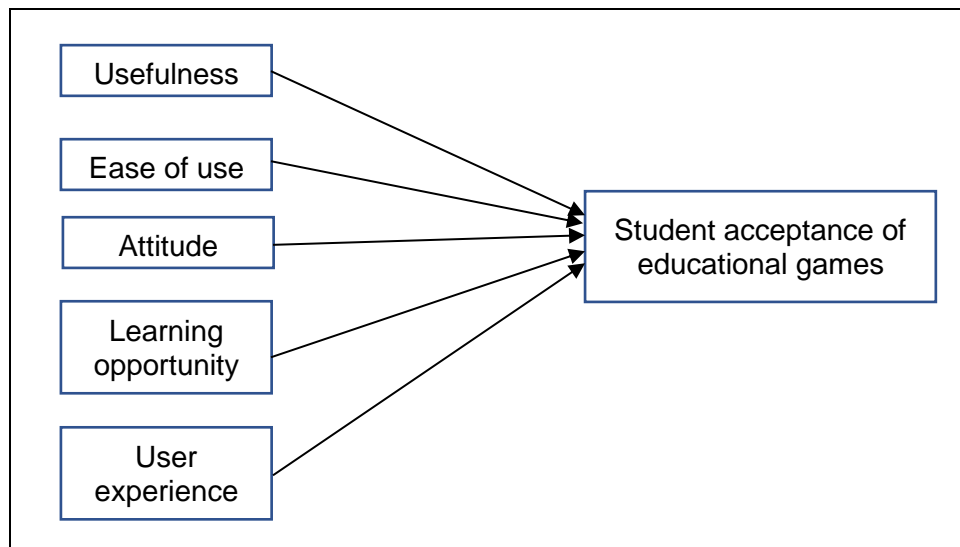 Usefulness
Ease of use
Attitude
Learning
opportunity
User
experience
Student acceptance of
educational games